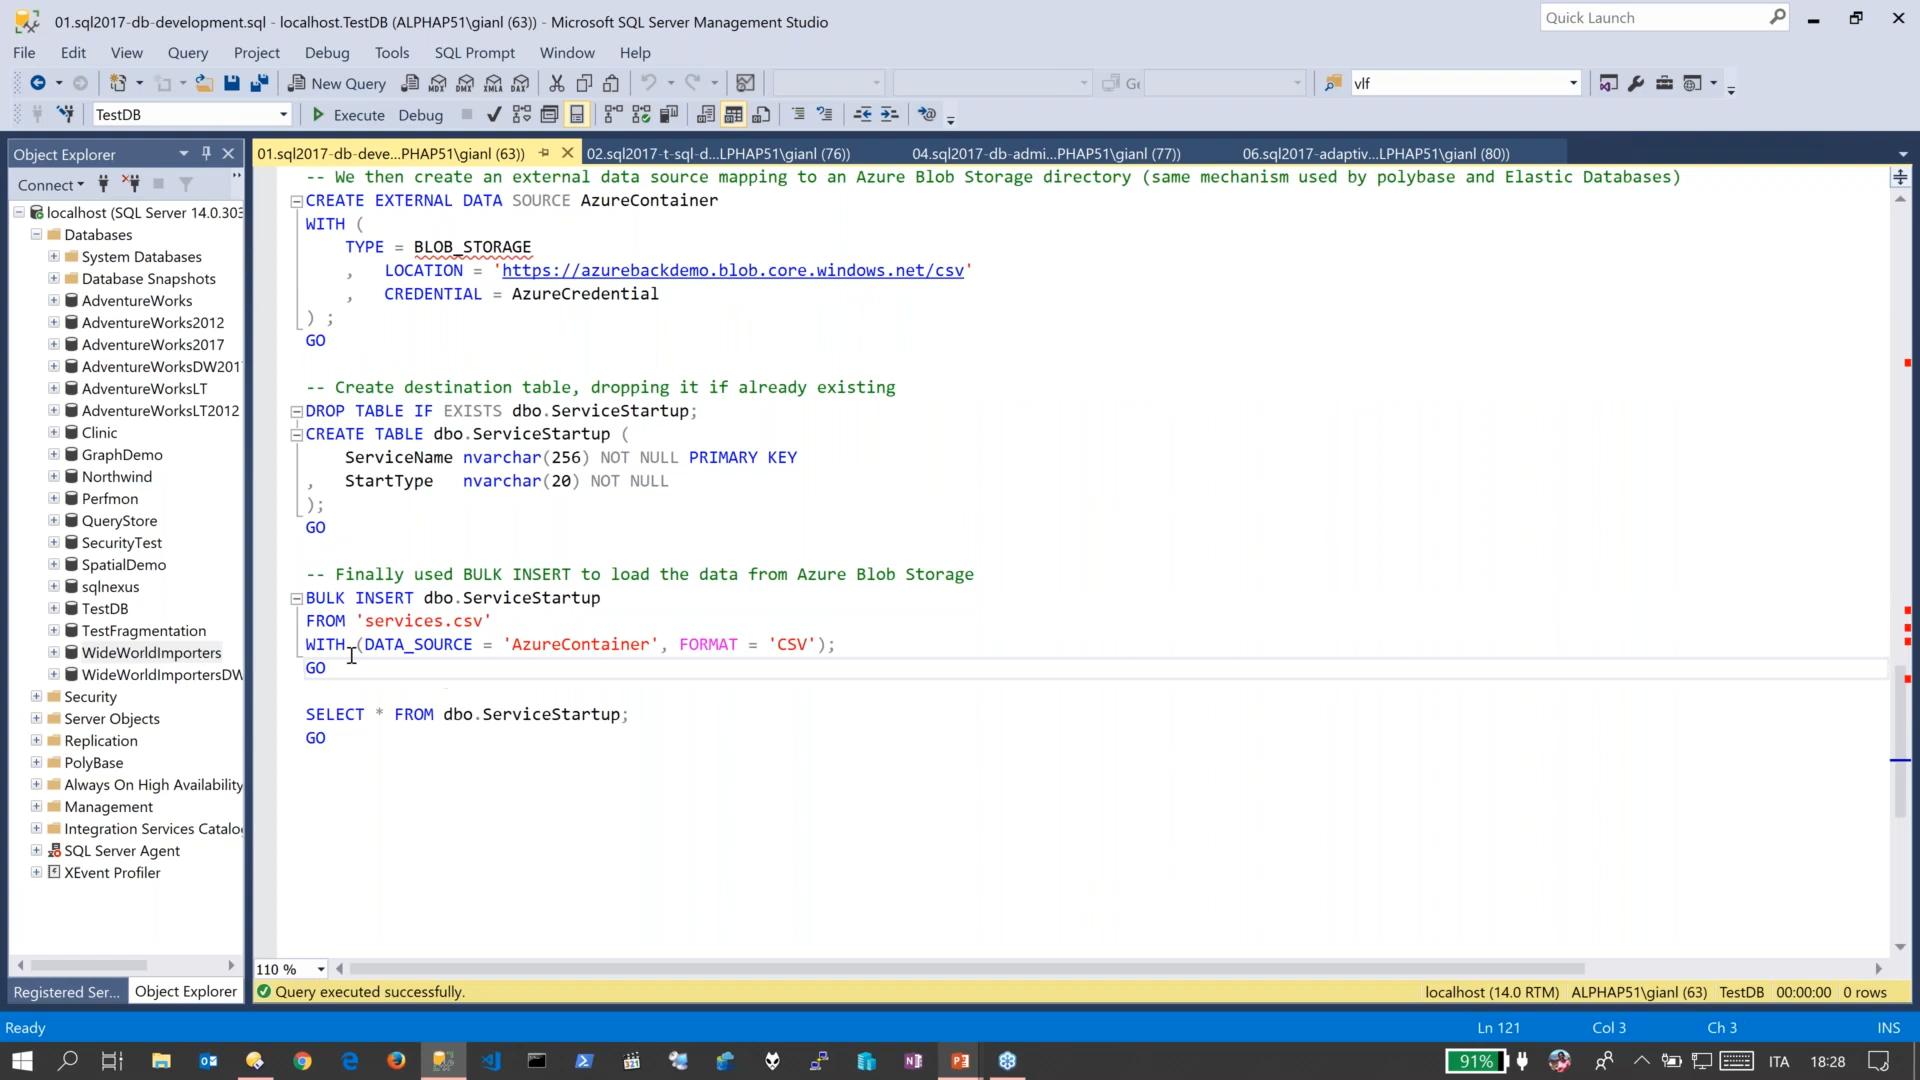 01.sql2017-db-development.sql - localhost.TestDB (ALPHAP51\gianl (63)) - Microsoft SQL Server Management Studio
Quick Launch
File Edit View Query Project Debug Tools SQL Prompt Window Help
New Query MDX DMX XMLA DAX vlf
TestDB Execute Debug
Object Explorer
01.sql2017-db-deve...PHAP51\gianl (63)) 02.sql2017-t-sql-d...LPHAP51\gianl (76)) 04.sql2017-db-admi...PHAP51\gianl (77)) 06.sql2017-adaptiv...LPHAP51\gianl (80))
Connect
localhost (SQL Server 14.0.303
Databases
System Databases
Database Snapshots
AdventureWorks
AdventureWorks2012
AdventureWorks2017
AdventureWorksDW201
AdventureWorksLT
AdventureWorksLT2012
Clinic
GraphDemo
Northwind
Perfmon
QueryStore
SecurityTest
SpatialDemo
sqlnexus
TestDB
TestFragmentation
WideWorldImporters
WideWorldImportersDW
Security
Server Objects
Replication
PolyBase
Always On High Availability
Management
Integration Services Catalo
SQL Server Agent
XEvent Profiler
Registered Ser... Object Explorer
-- We then create an external data source mapping to an Azure Blob Storage directory (same mechanism used by polybase and Elastic Databases)
CREATE EXTERNAL DATA SOURCE AzureContainer
WITH (
TYPE = BLOB_STORAGE
, LOCATION = 'https://azurebackdemo.blob.core.windows.net/csv'
, CREDENTIAL = AzureCredential
) ;
GO
-- Create destination table, dropping it if already existing
DROP TABLE IF EXISTS dbo.ServiceStartup;
CREATE TABLE dbo.ServiceStartup (
ServiceName nvarchar(256) NOT NULL PRIMARY KEY
, StartType nvarchar(20) NOT NULL
);
GO
-- Finally used BULK INSERT to load the data from Azure Blob Storage
BULK INSERT dbo.ServiceStartup
FROM 'services.csv'
WITH (DATA_SOURCE = 'AzureContainer', FORMAT = 'CSV');
GO
SELECT * FROM dbo.ServiceStartup;
GO
110 %
Query executed successfully. localhost (14.0 RTM) ALPHAP51\gianl (63) TestDB 00:00:00 0 rows
Ready Ln 121 Col 3 Ch 3 INS
91% ITA 18:28